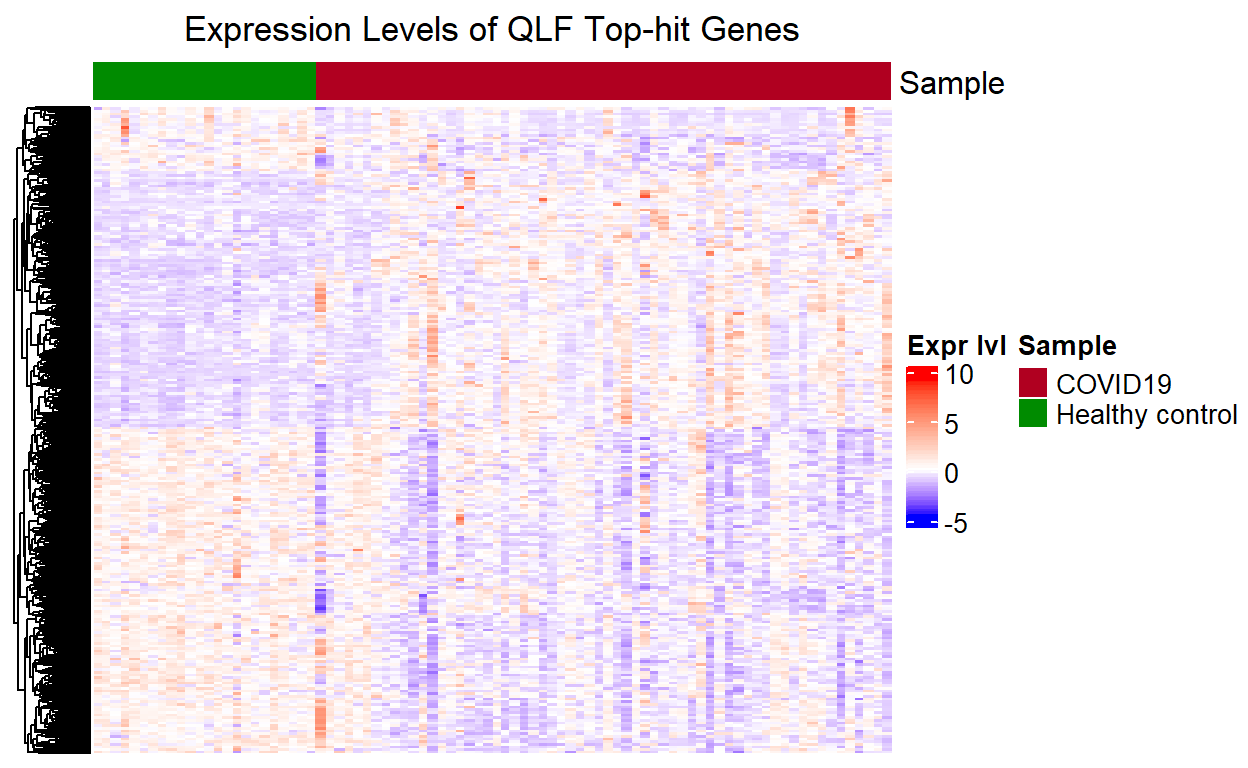 Expression Levels of QLF Top-hit Genes
Sample
Expr lvl
10
5
0
-5
Sample
COVID19
Healthy control